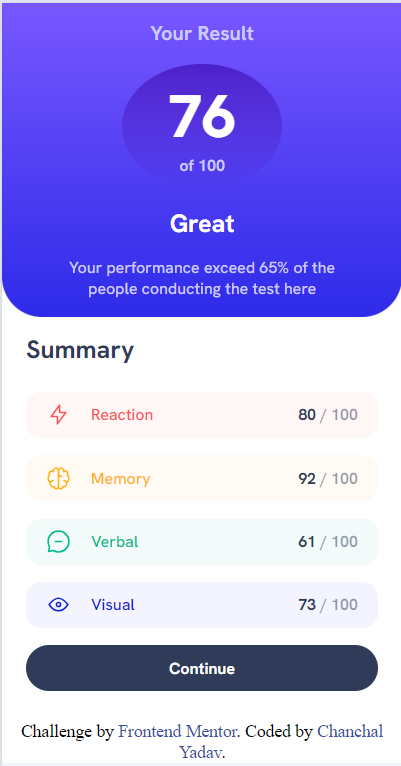 Your Result
76
of 100
Great
Your performance exceed 65% of the
people conducting the test here
Summary
Reaction 80 / 100
Memory 92 / 100
Verbal 61 / 100
Visual 73 / 100
Continue
Challenge by Frontend Mentor. Coded by Chanchal
Yadav.